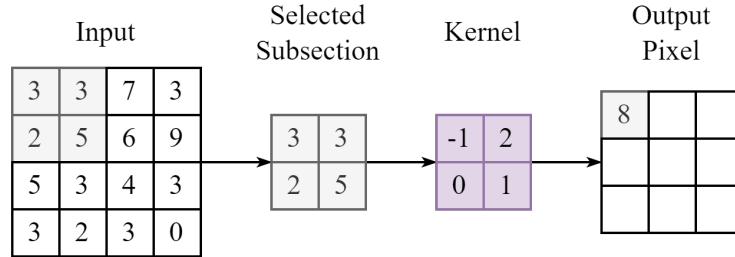 Input
Selected
Subsection
Kernel
Output
Pixel
3 3 7 3
2 5 6 9
5 3 4 3
3 2 3 0
3 3
2 5
-1 2
0 1
8